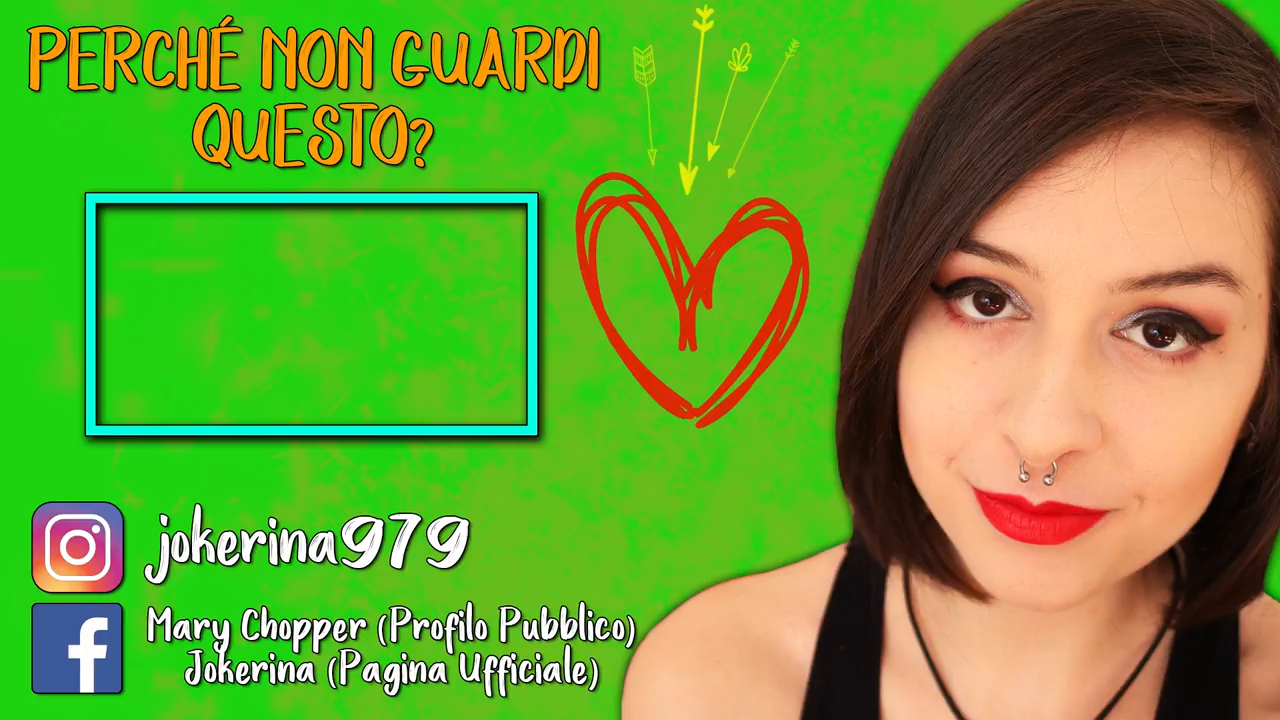 PERCHÉ NON GUARDI
QUESTO?
jokerina979
Mary Chopper (Profilo Pubblico)
Jokerina (Pagina Ufficiale)